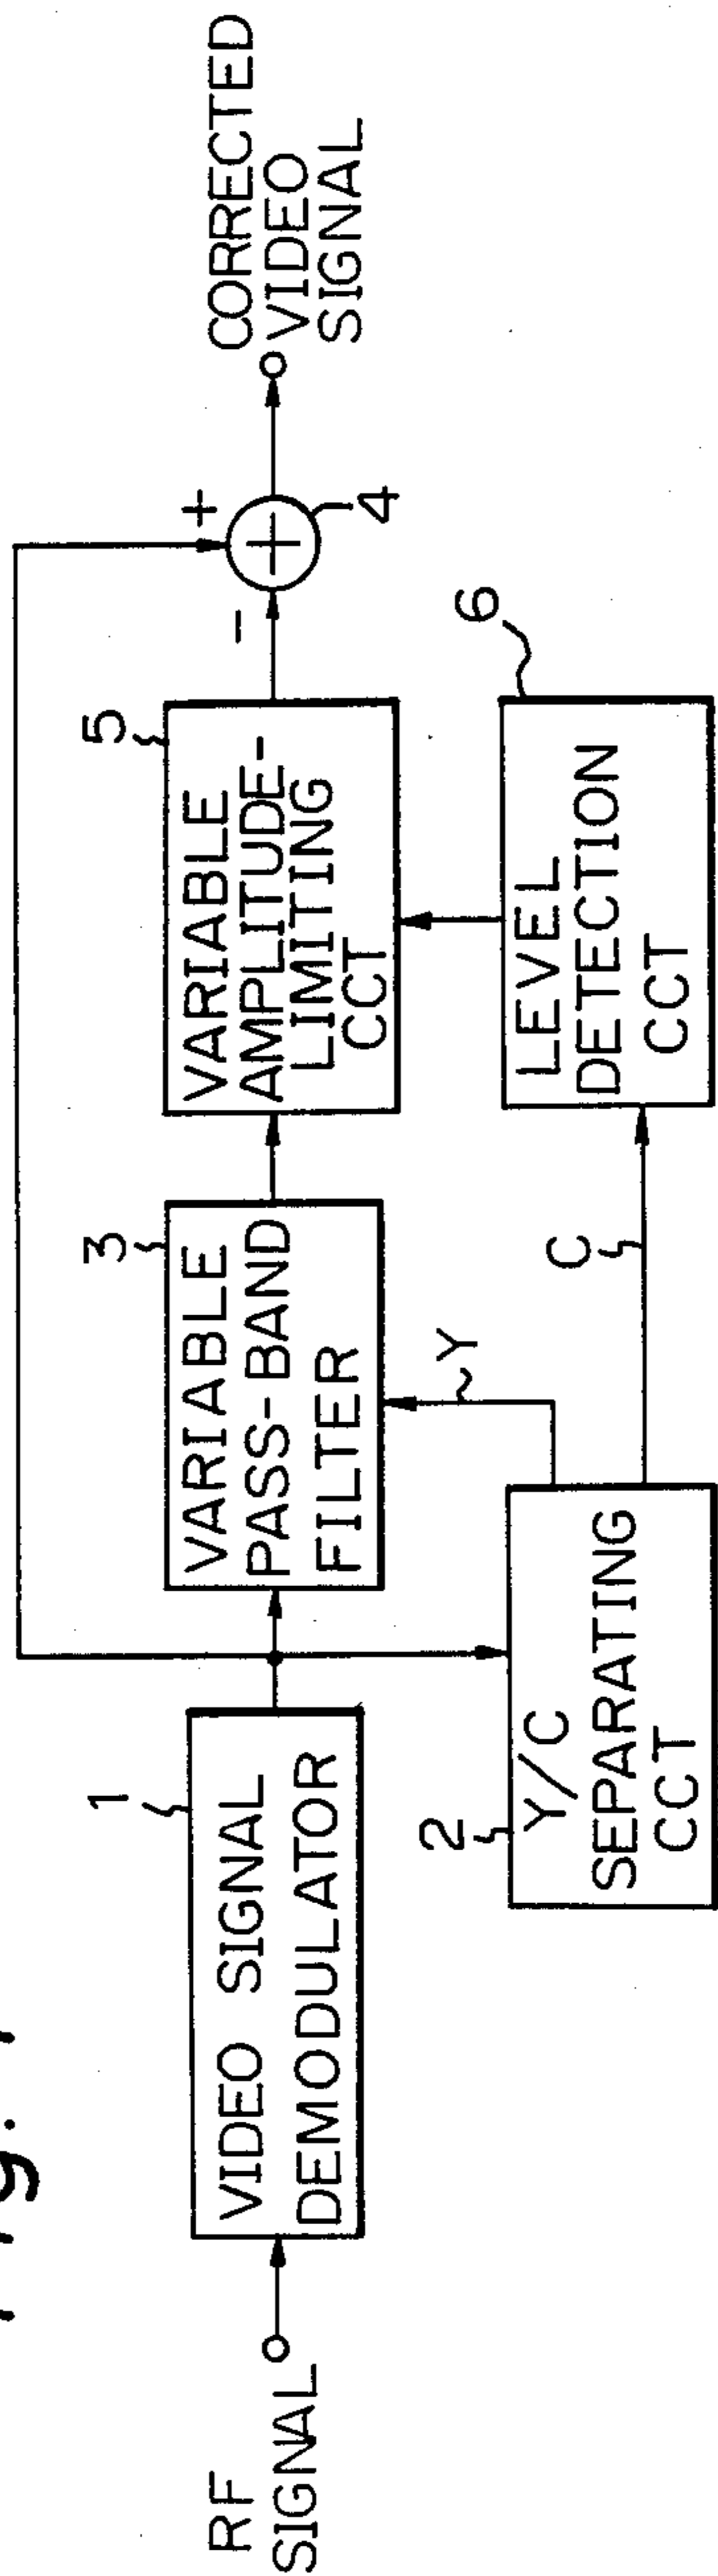 Fig. 1
RF
SIGNAL
1
VIDEO SIGNAL
DEMODULATOR
2
Y/C
SEPARATING
CCT
3
VARIABLE
PASS-BAND
FILTER
Y
C
5
VARIABLE
AMPLITUDE-
LIMITING
CCT
6
LEVEL
DETECTION
CCT
-
+
+
4
CORRECTED
VIDEO
SIGNAL